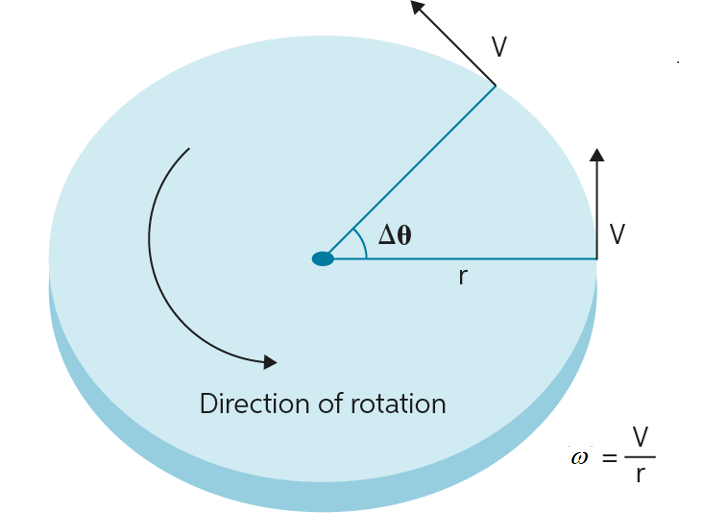 V
V
Δθ
r
Direction of rotation
ω = V/r